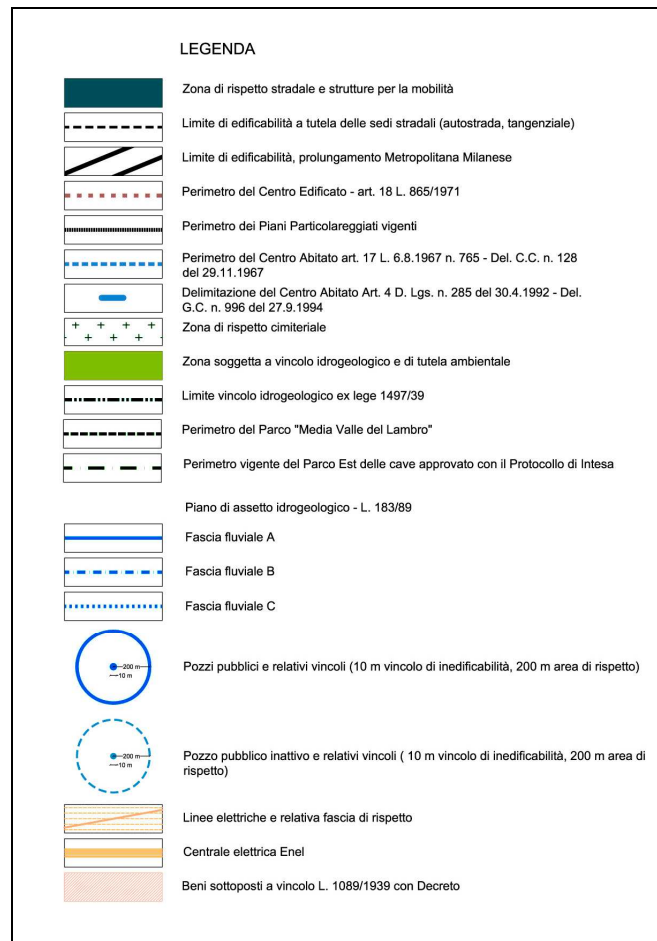 LEGENDA
Zona di rispetto stradale e strutture per la mobilità
Limite di edificabilità a tutela delle sedi stradali (autostrada, tangenziale)
Limite di edificabilità, prolungamento Metropolitana Milanese
Perimetro del Centro Edificato - art. 18 L. 865/1971
Perimetro dei Piani Particolareggiati vigenti
Perimetro del Centro Abitato art. 17 L. 6.8.1967 n. 765 - Del. C.C. n. 128
del 29.11.1967
Delimitazione del Centro Abitato Art. 4 D. Lgs. n. 285 del 30.4.1992 - Del.
G.C. n. 996 del 27.9.1994
Zona di rispetto cimiteriale
Zona soggetta a vincolo idrogeologico e di tutela ambientale
Limite vincolo idrogeologico ex lege 1497/39
Perimetro del Parco "Media Valle del Lambro"
Perimetro vigente del Parco Est delle cave approvato con il Protocollo di Intesa
Piano di assetto idrogeologico - L. 183/89
Fascia fluviale A
Fascia fluviale B
Fascia fluviale C
200 m
10 m
Pozzi pubblici e relativi vincoli (10 m vincolo di inedificabilità, 200 m area di rispetto)
200 m
10 m
Pozzo pubblico inattivo e relativi vincoli ( 10 m vincolo di inedificabilità, 200 m area di
rispetto)
Linee elettriche e relativa fascia di rispetto
Centrale elettrica Enel
Beni sottoposti a vincolo L. 1089/1939 con Decreto